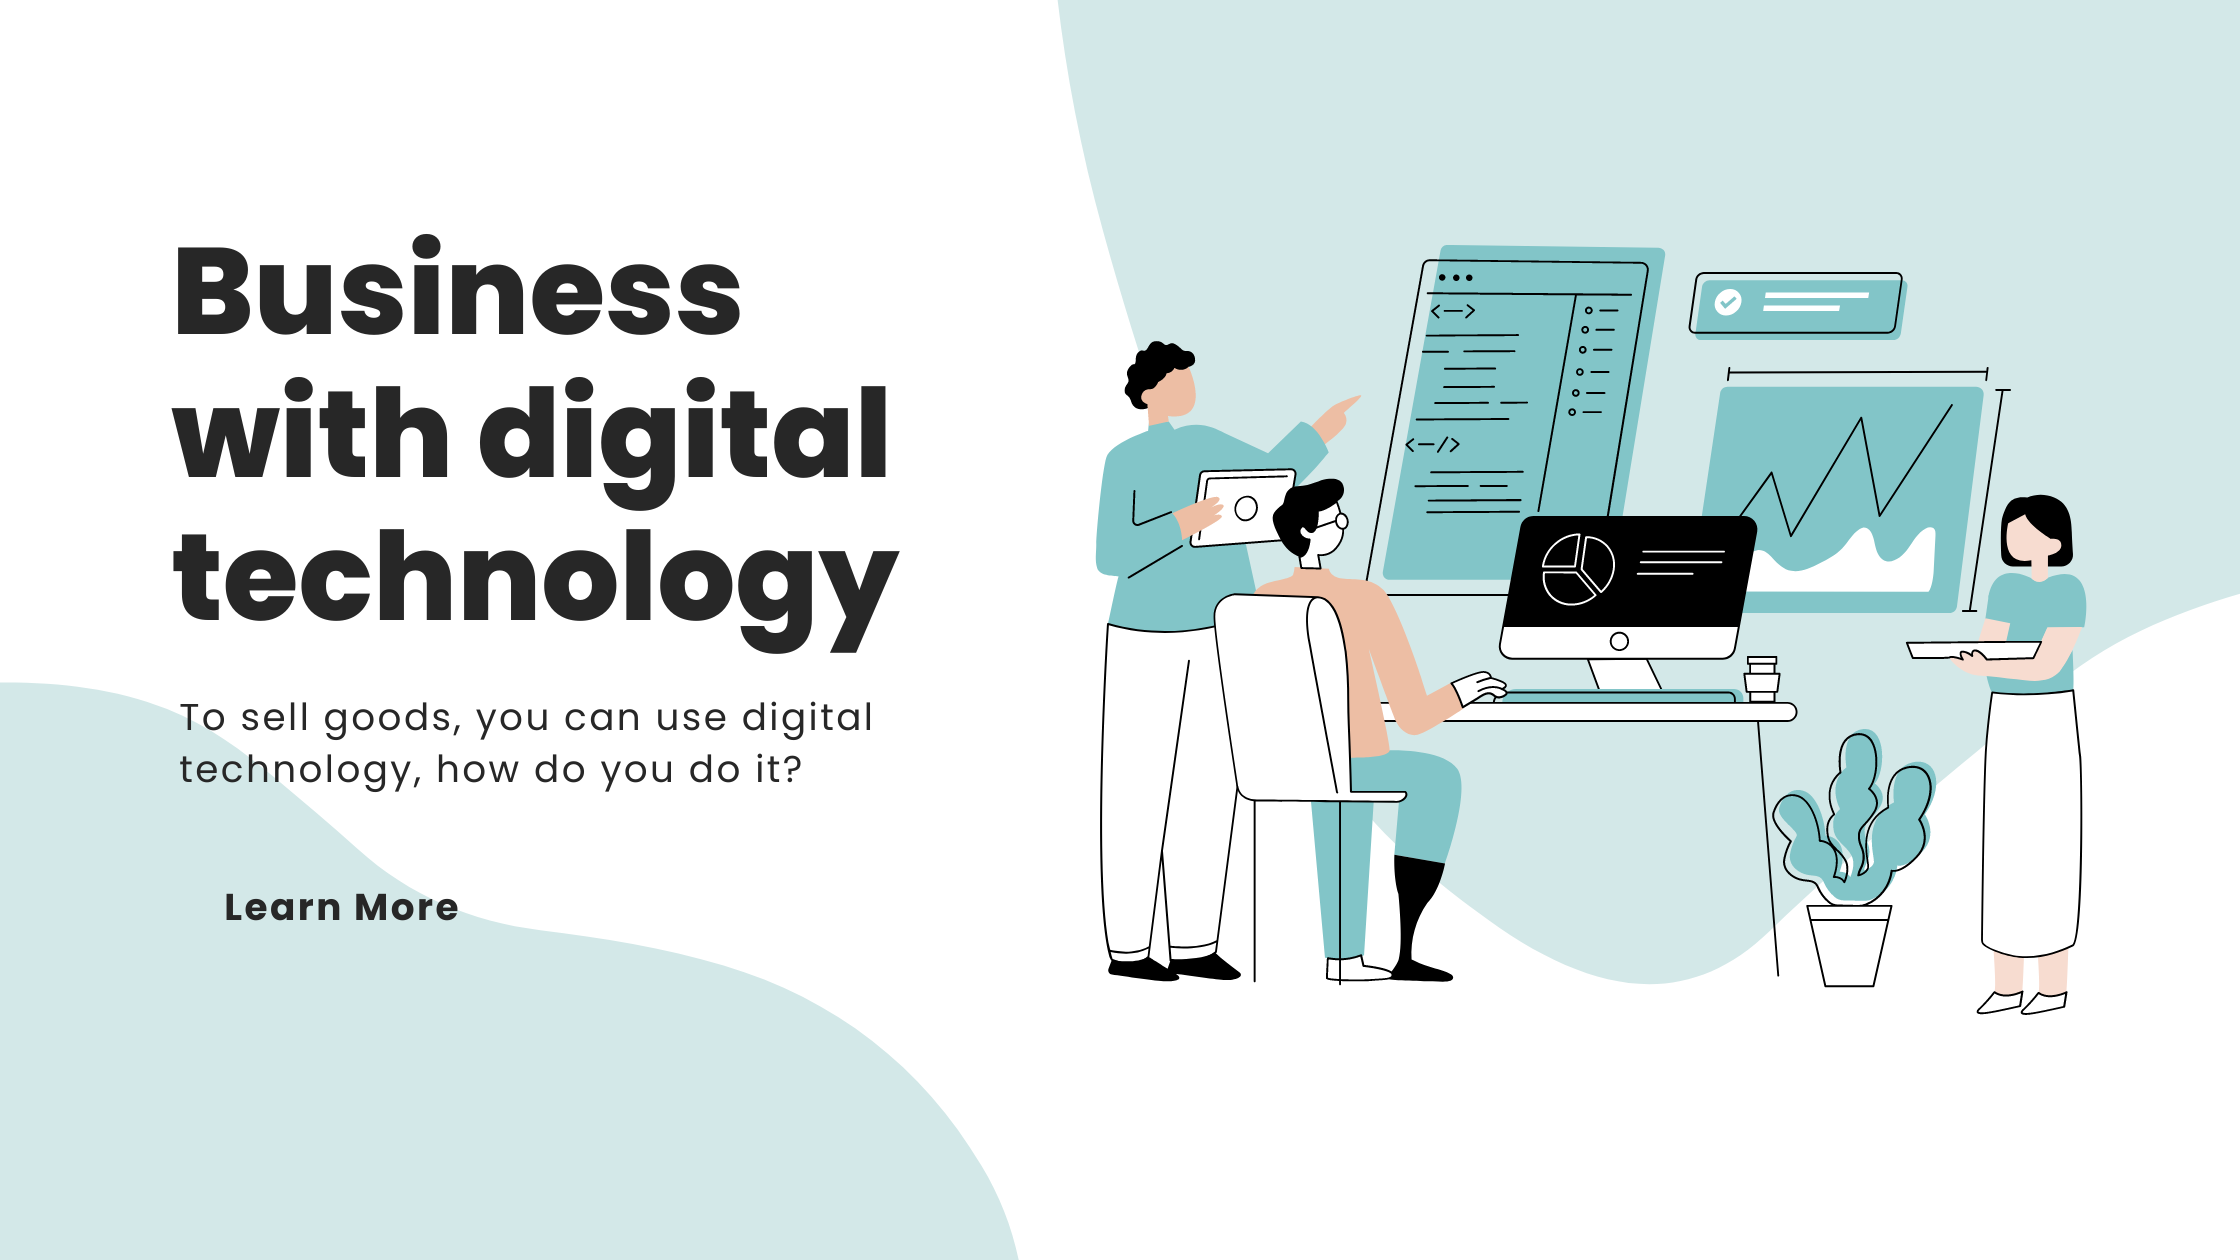 Business
with digital
technology
To sell goods, you can use digital
technology, how do you do it?
Learn More